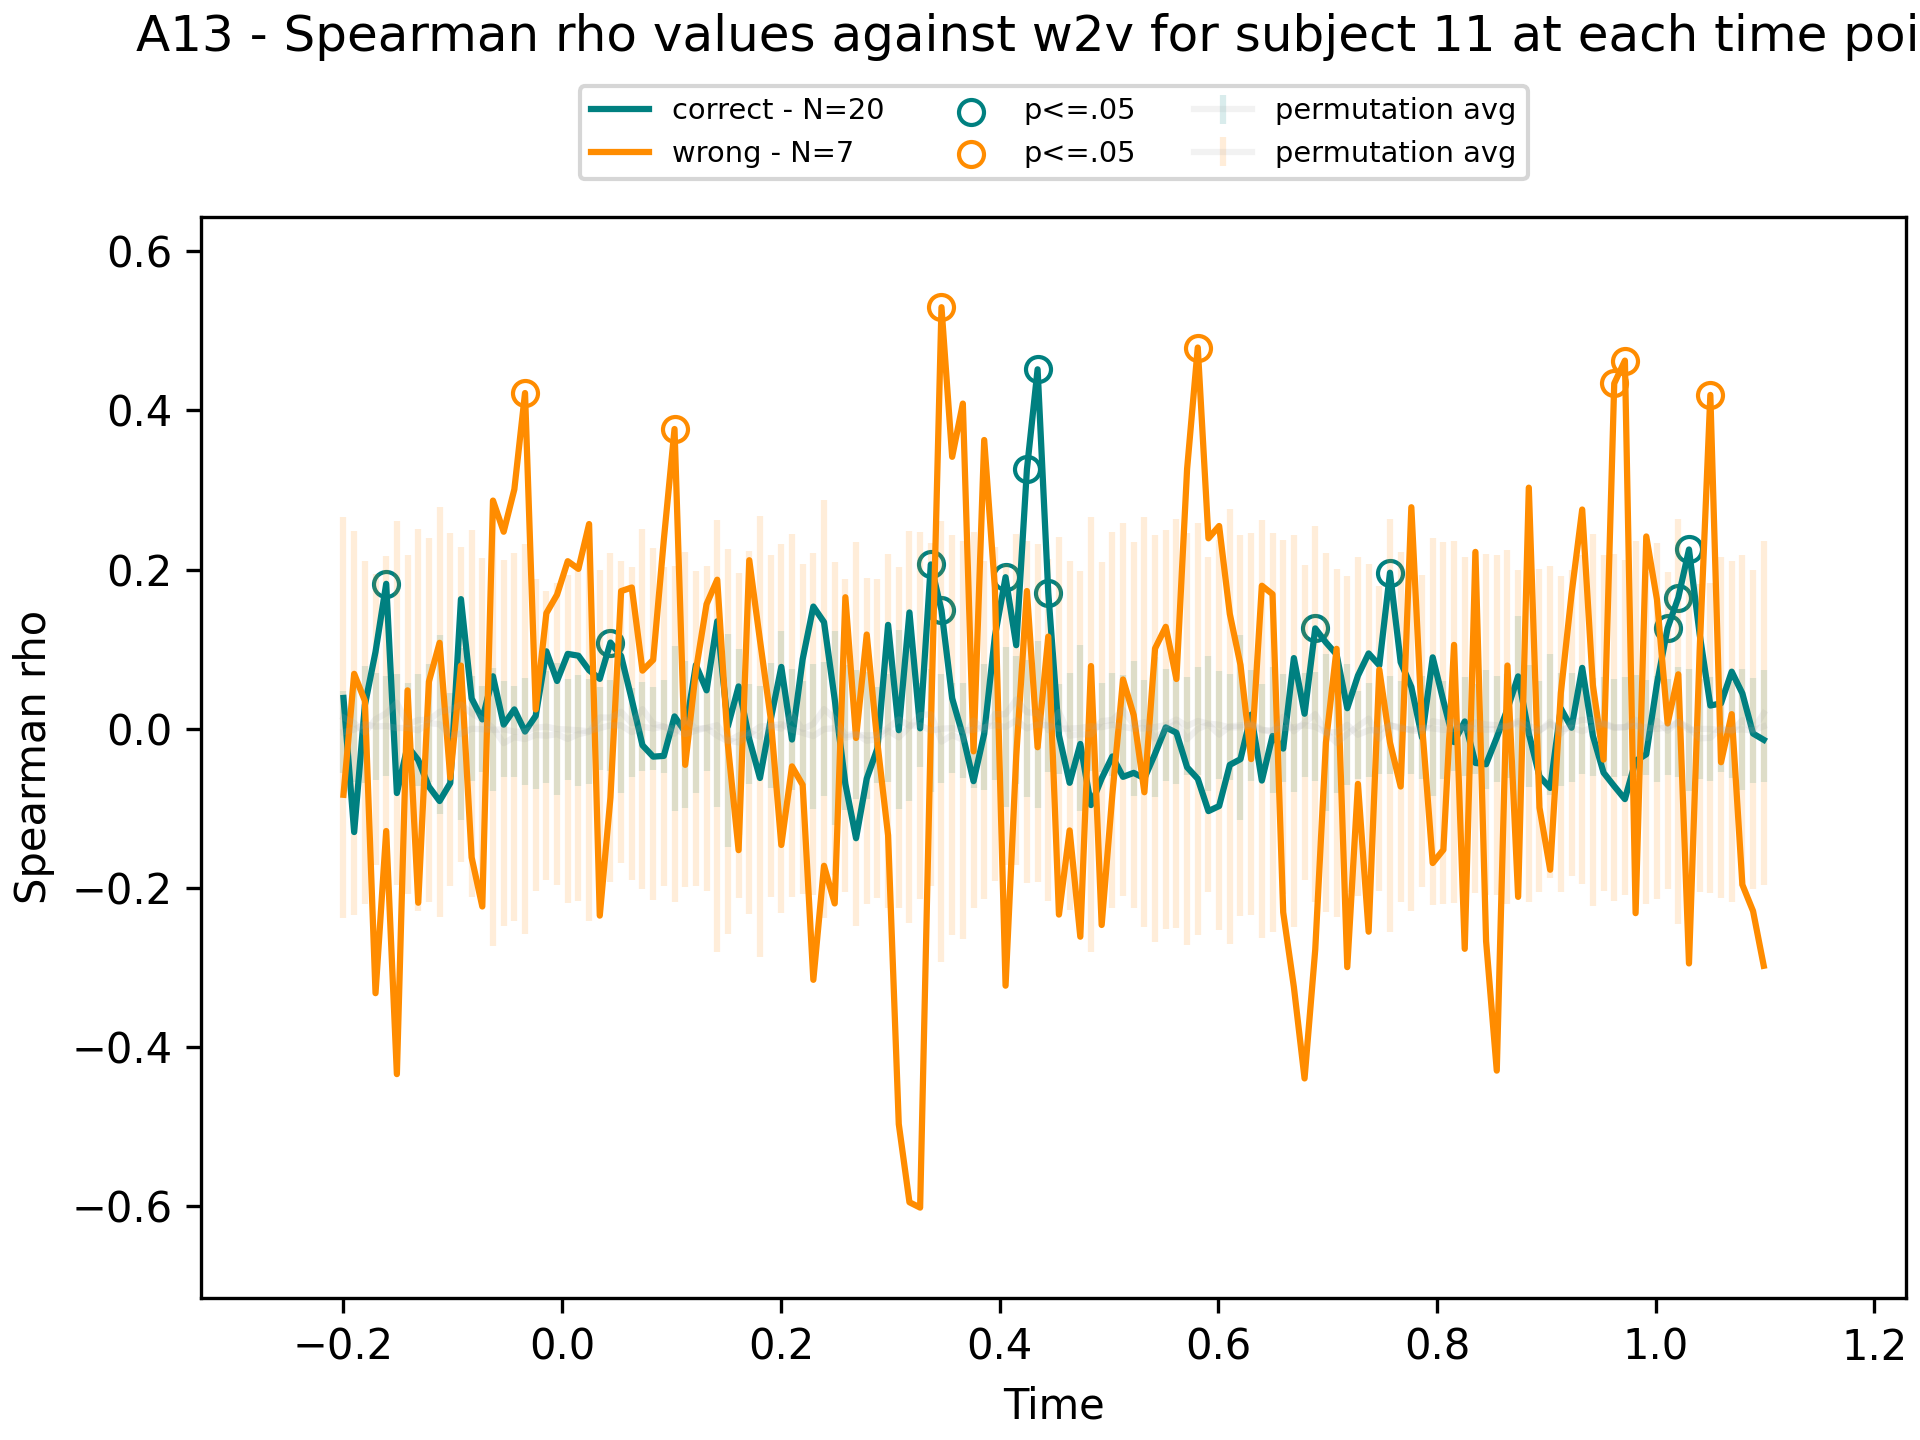 A13 - Spearman rho values against w2v for subject 11 at each time poi
correct - N=20
wrong - N=7
p<=.05
p<=.05
permutation avg
permutation avg
Spearman rho
0.6
0.4
0.2
0.0
−0.2
−0.4
−0.6
−0.2 0.0 0.2 0.4 0.6 0.8 1.0 1.2
Time